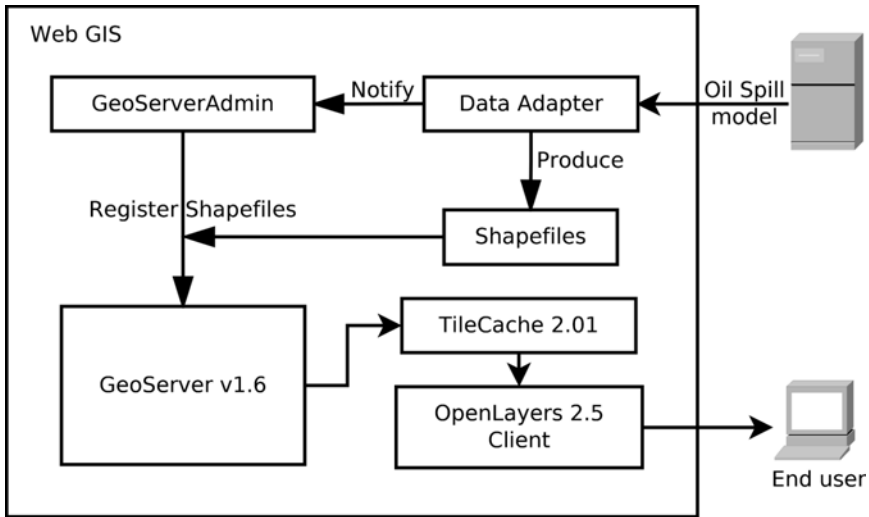 Web GIS
GeoServerAdmin
Notify
Data Adapter
Oil Spill
model
Produce
Register Shapefiles
Shapefiles
TileCache 2.01
GeoServer v1.6
OpenLayers 2.5
Client
End user